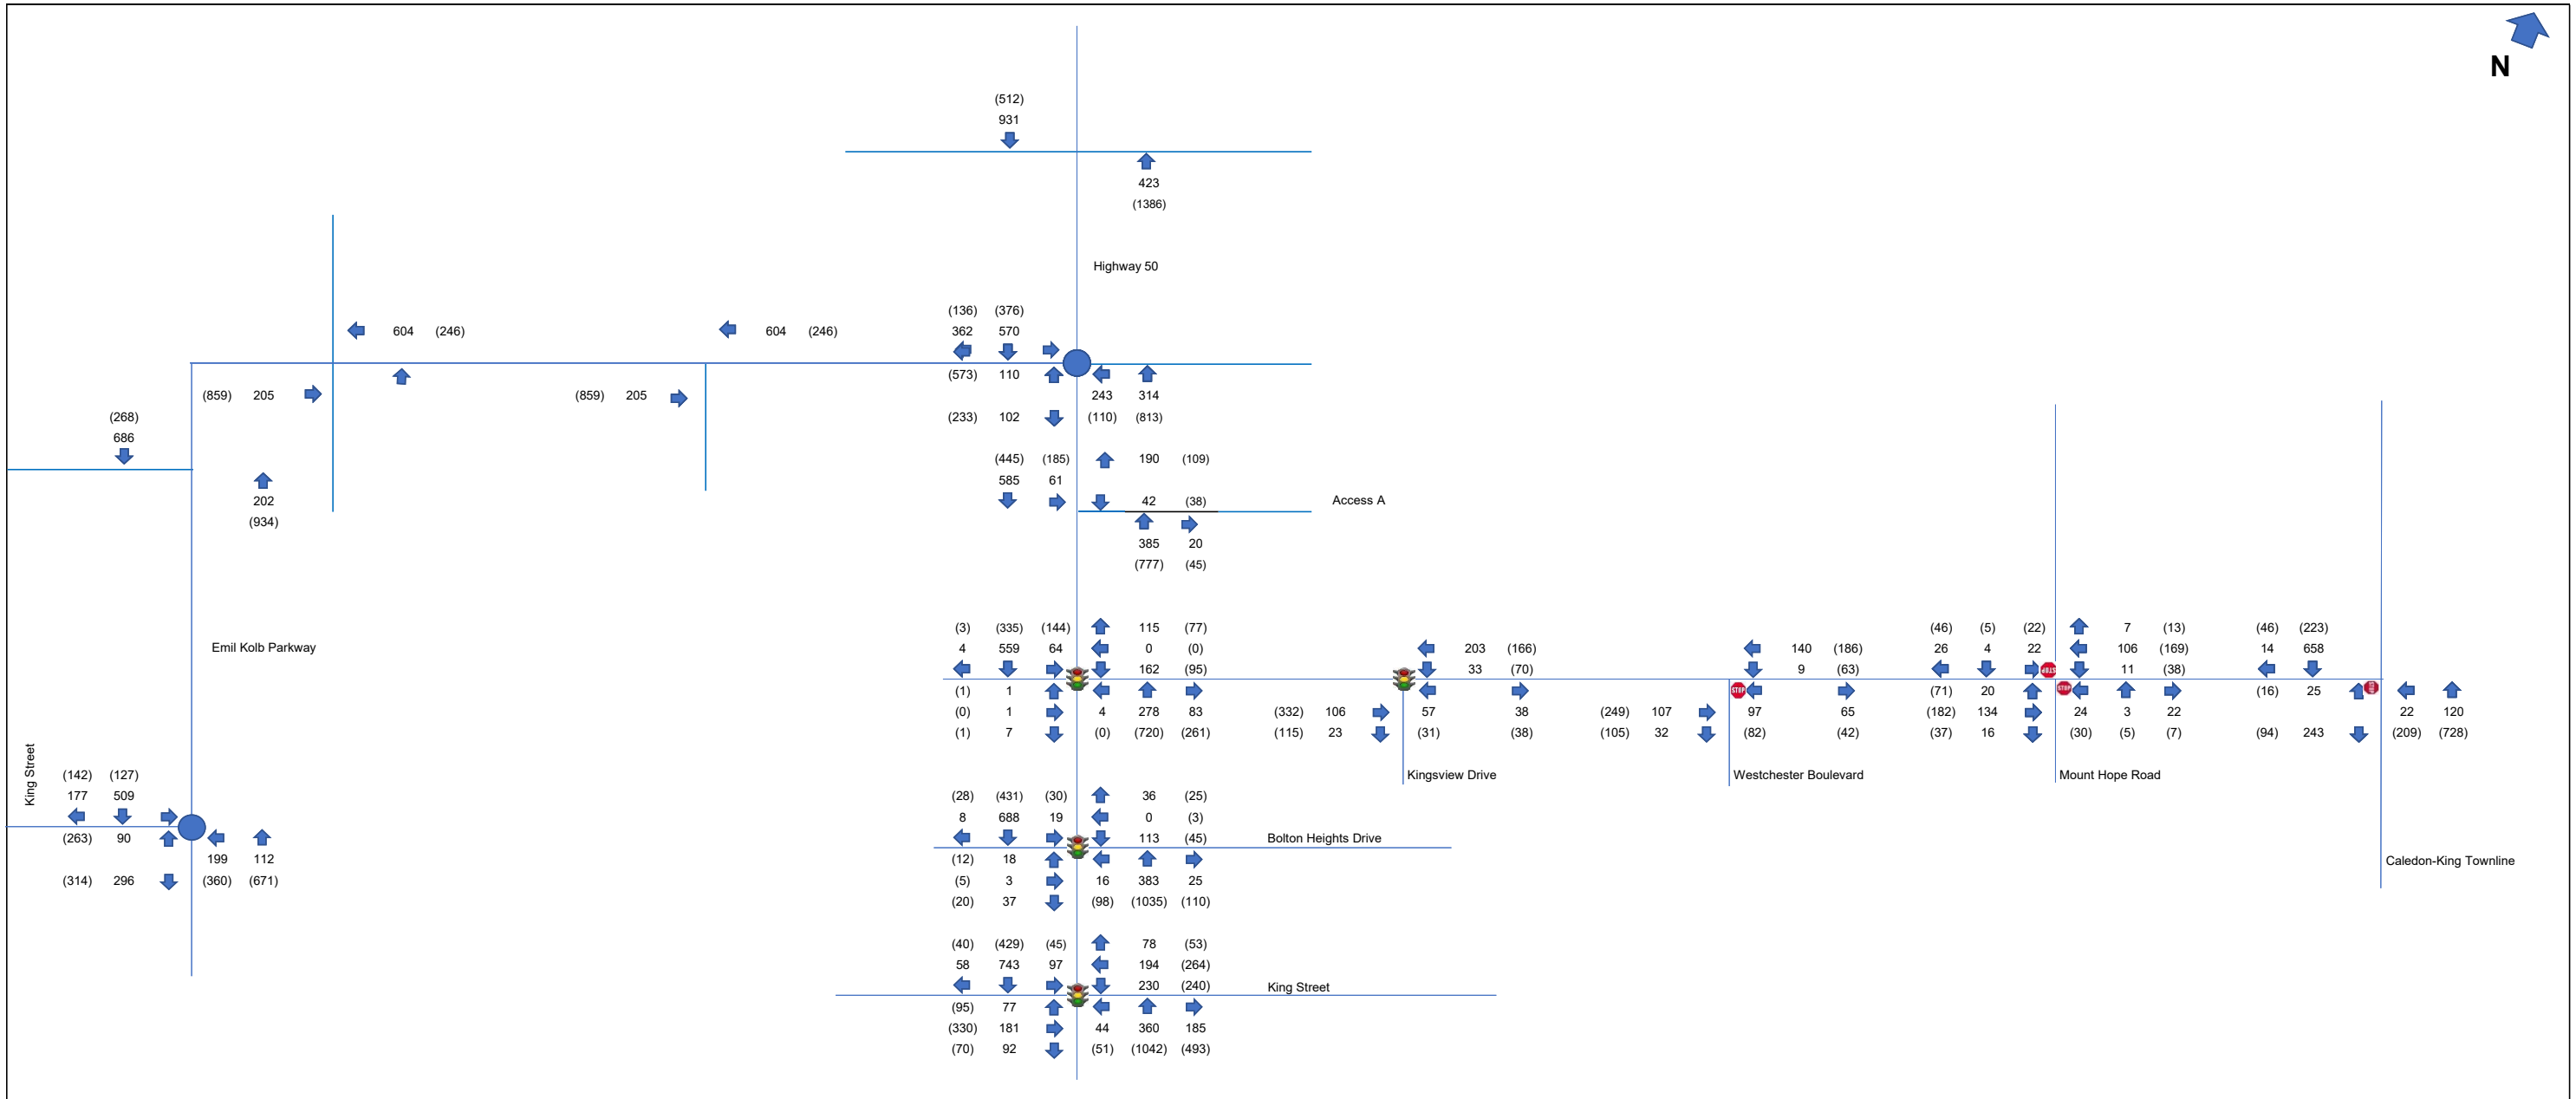 N
(512)
931
423
(1386)
Highway 50
(136) (376)
604 (246) 604 (246) 362 570
(573) 110
(859) 205 (859) 205 243 314
(233) 102 (110) (813)
(268)
686
(445) (185) 190 (109)
585 61
202 42 (38) Access A
(934)
385 20
(777) (45)
(3) (335) (144) 115 (77) (46) (5) (22) 7 (13) (46) (223)
Emil Kolb Parkway 4 559 64 0 (0) 203 (166) 140 (186) 26 4 22 106 (169) 14 658
162 (95) 33 (70) 9 (63) STOP 11 (38)
(1) 1 STOP (71) 20 STOP (16) 25 STOP
(0) 1 4 278 83 (332) 106 57 38 (249) 107 97 65 (182) 134 24 3 22 22 120
(1) 7 (0) (720) (261) (115) 23 (31) (38) (105) 32 (82) (42) (37) 16 (30) (5) (7) (94) 243 (209) (728)
King Street
(142) (127) Kingsview Drive Westchester Boulevard Mount Hope Road
177 509 (28) (431) (30) 36 (25)
8 688 19 0 (3)
(263) 90 113 (45) Bolton Heights Drive
199 112 (12) 18 Caledon-King Townline
(314) 296 (360) (671) (5) 3 16 383 25
(20) 37 (98) (1035) (110)
(40) (429) (45) 78 (53)
58 743 97 194 (264)
230 (240) King Street
(95) 77
(330) 181 44 360 185
(70) 92 (51) (1042) (493)